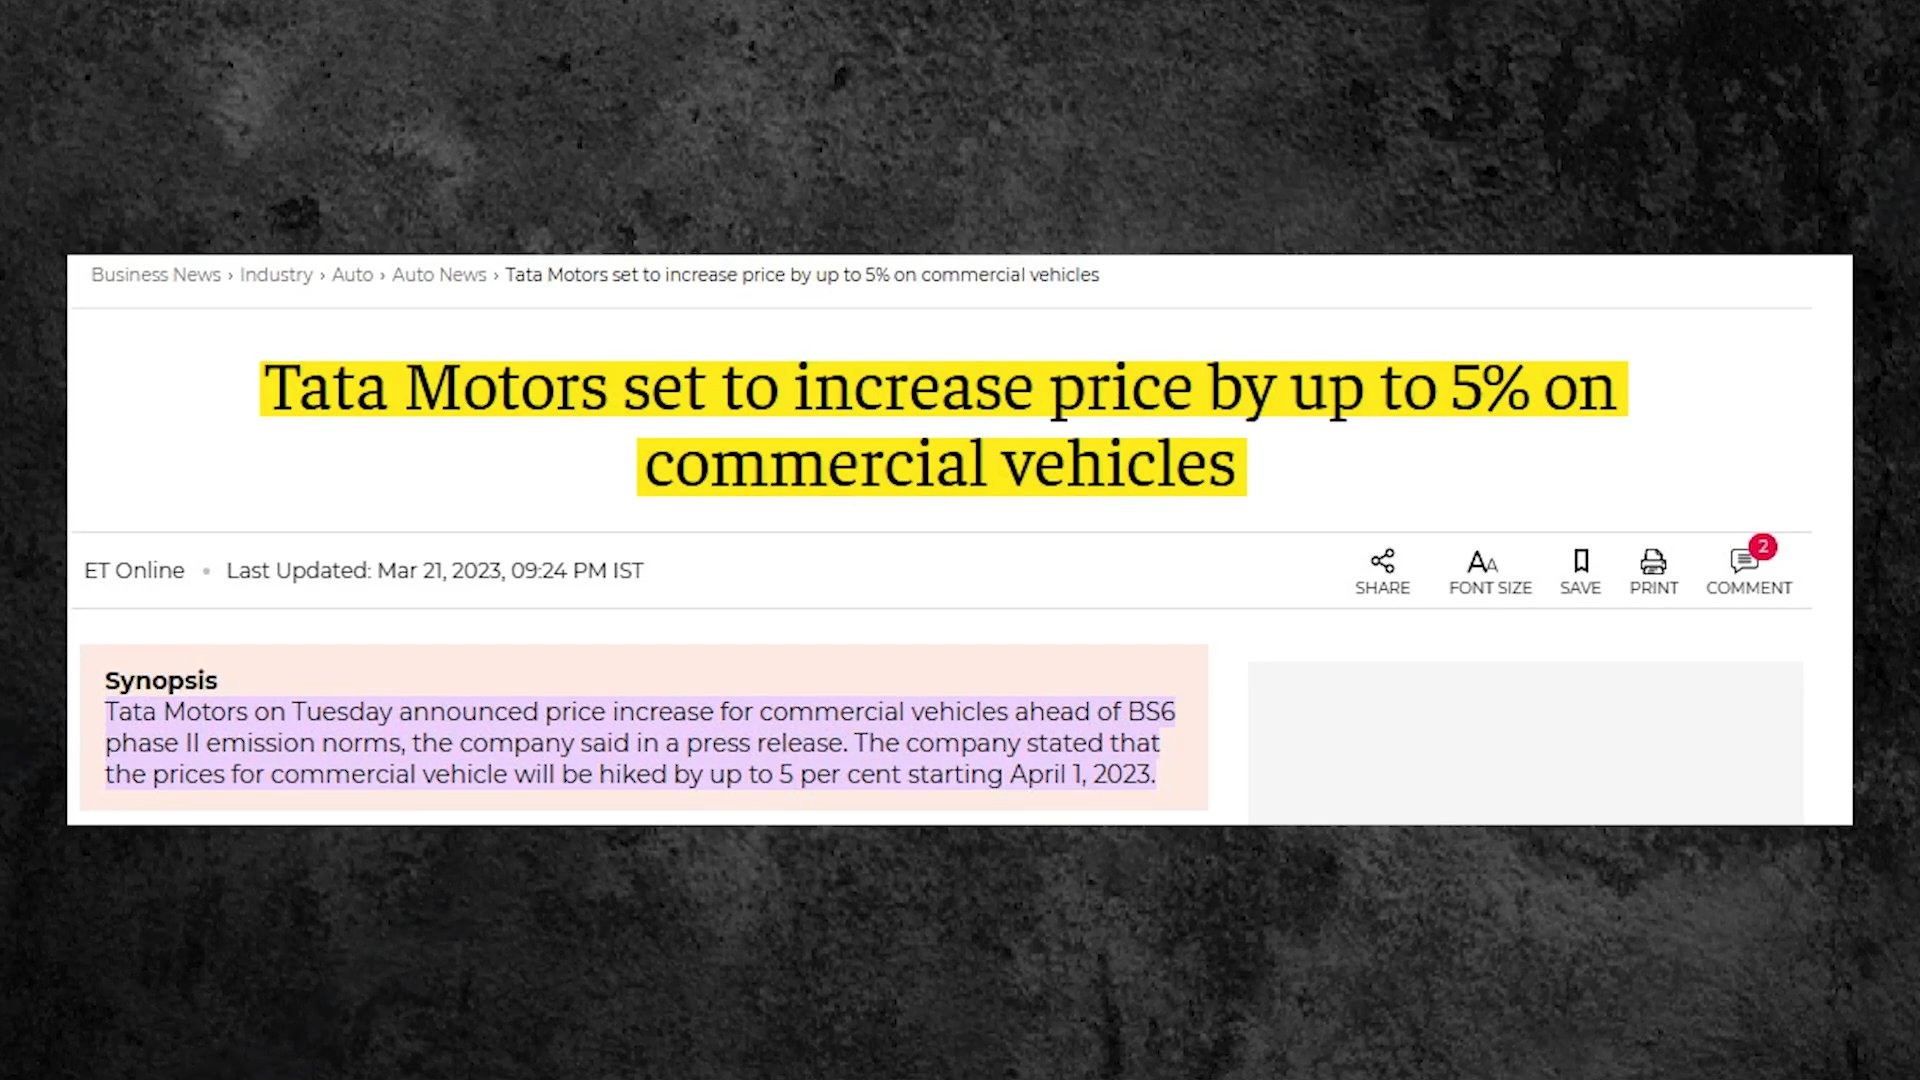 Business News › Industry › Auto › Auto News › Tata Motors set to increase price by up to 5% on commercial vehicles
Tata Motors set to increase price by up to 5% on
commercial vehicles
ET Online • Last Updated: Mar 21, 2023, 09:24 PM IST
2
SHARE FONT SIZE SAVE PRINT COMMENT
Synopsis
Tata Motors on Tuesday announced price increase for commercial vehicles ahead of BS6
phase II emission norms, the company said in a press release. The company stated that
the prices for commercial vehicle will be hiked by up to 5 per cent starting April 1, 2023.